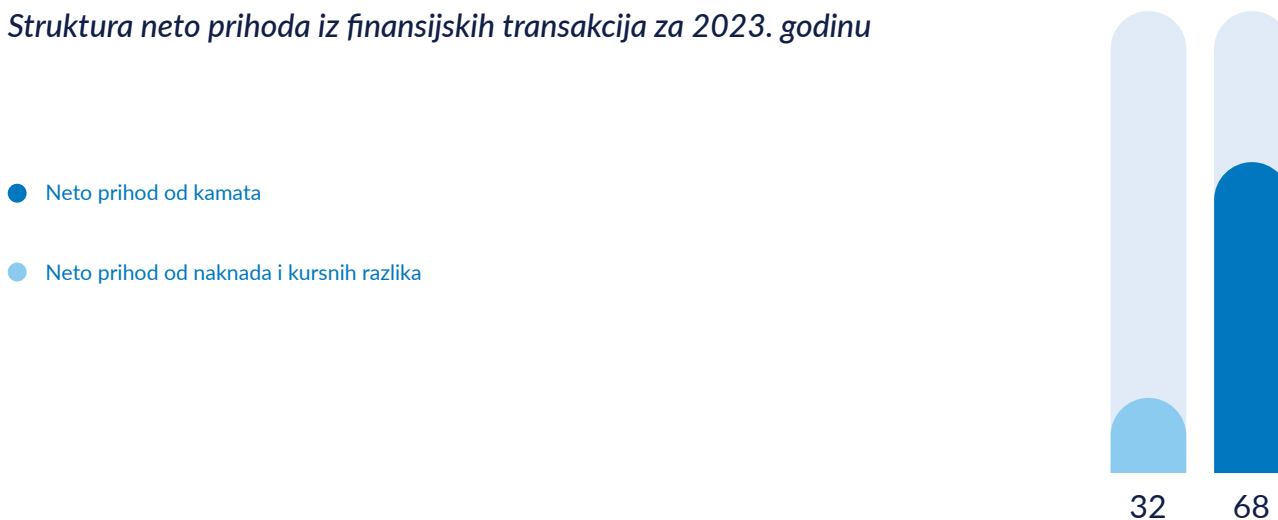 Struktura neto prihoda iz finansijskih transakcija za 2023. godinu
Neto prihod od kamata
Neto prihod od naknada i kursnih razlika
32 68